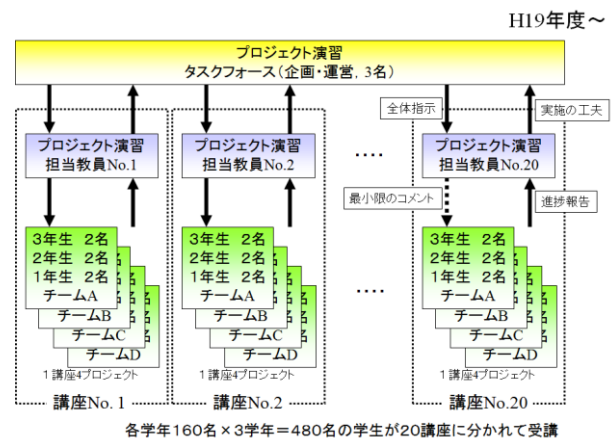 H19年度～
プロジェクト演習
タスクフォース(企画・運営, 3名)
全体指示
実施の工夫
プロジェクト演習
担当教員No.1
プロジェクト演習
担当教員No.2
‥‥
プロジェクト演習
担当教員No.20
最小限のコメント
進捗報告
3年生 2名
2年生 2名
1年生 2名
チームA
名
名
チームB
名
チームC
名
チームD
1講座4プロジェクト
3年生 2名
2年生 2名
1年生 2名
チームA
名
名
チームB
名
チームC
名
チームD
1講座4プロジェクト
‥‥
3年生 2名
2年生 2名
1年生 2名
チームA
名
名
チームB
名
チームC
名
チームD
1講座4プロジェクト
講座No. 1
講座No.2
講座No.20
各学年160名×3学年=480名の学生が20講座に分かれて受講